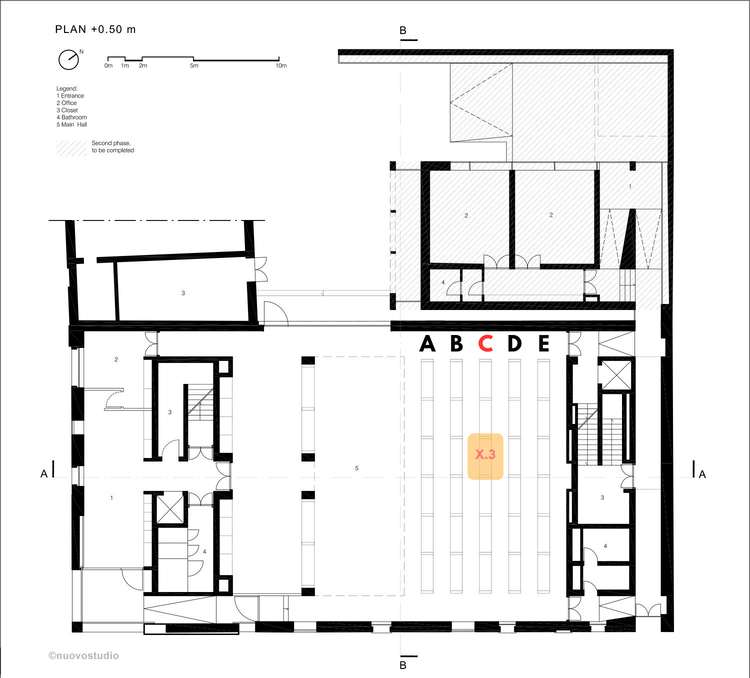 PLAN +0.50 m
B
N
0m 1m 2m 5m 10m
Legend:
1 Entrance
2 Office
3 Closet
4 Bathroom
5 Main Hall
Second phase,
to be completed
1
2 2
4
3
A B C D E
2
3
X.3
5
A A
1
3
4
4
B
©nuovostudio